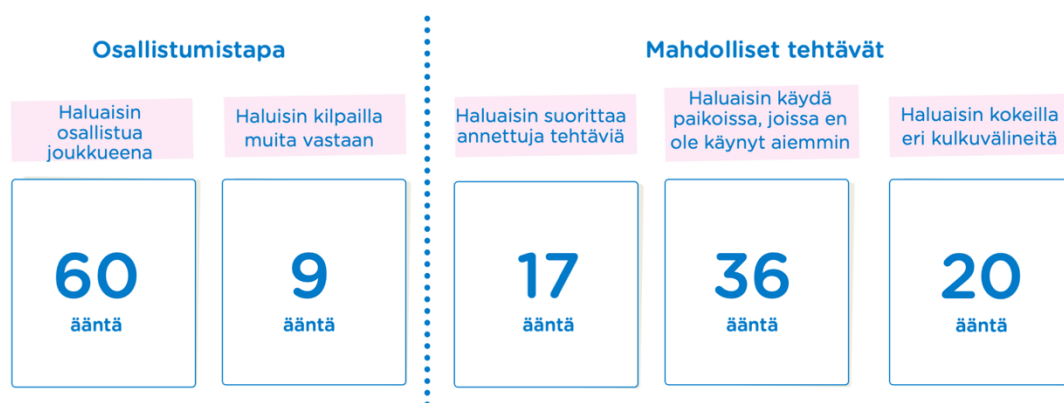 Osallistumistapa
Haluaisin
osallistua
joukkueena
60
ääntä
Haluisin kilpailla
muita vastaan
9
ääntä
Mahdolliset tehtävät
Haluaisin suorittaa
annettuja tehtäviä
17
ääntä
Haluaisin käydä
paikoissa, joissa en
ole käynyt aiemmin
36
ääntä
Haluaisin kokeilla
eri kulkuvälineitä
20
ääntä